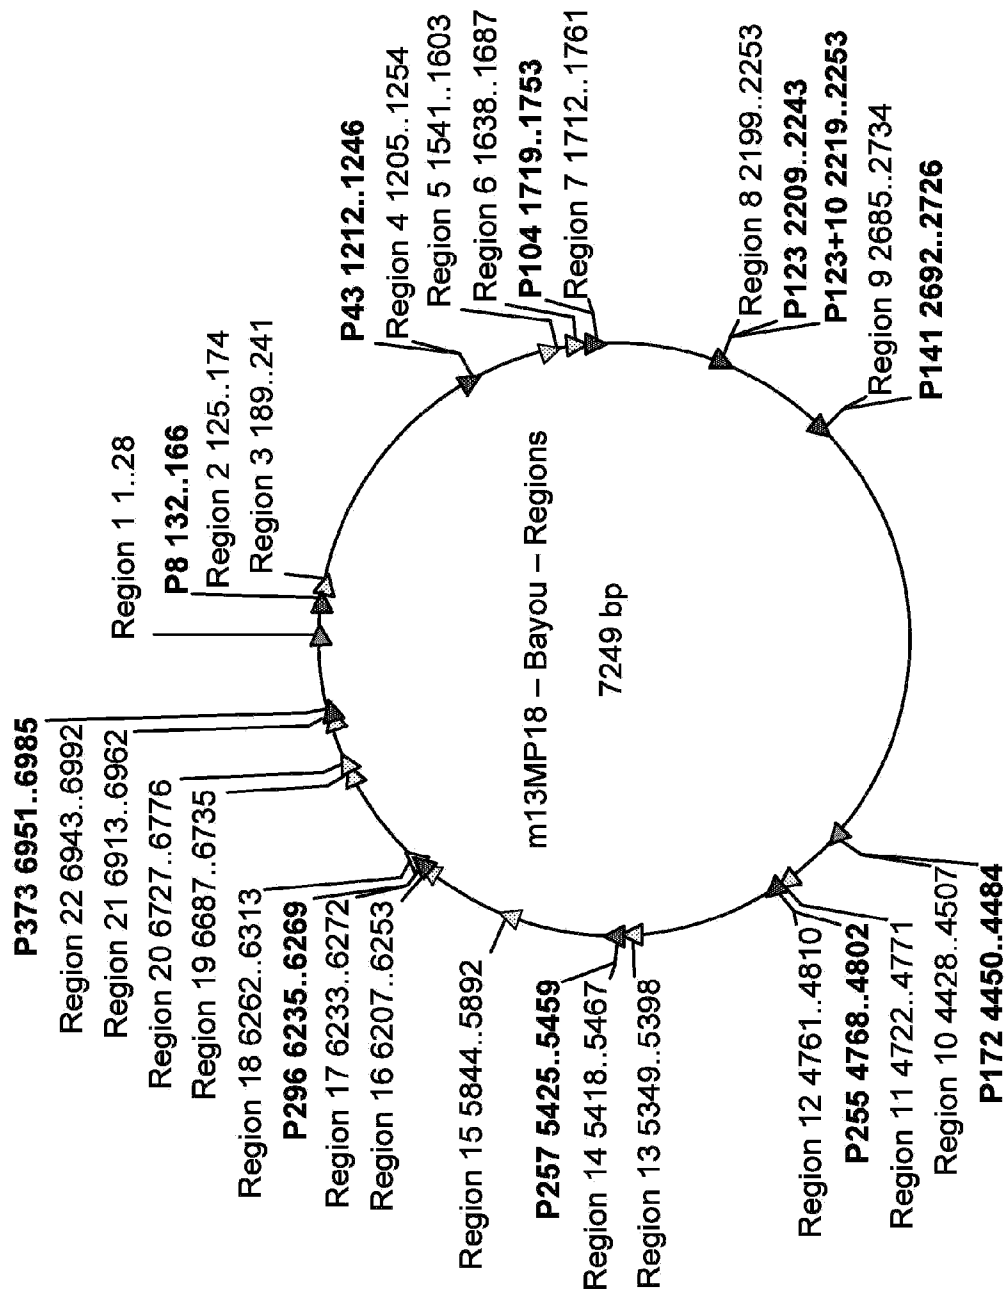 Region 1 1..28
P8 132..166
Region 2 125..174
Region 3 189..241
P43 1212..1246
Region 4 1205..1254
Region 5 1541..1603
Region 6 1638..1687
P104 1719..1753
Region 7 1712..1761
Region 8 2199..2253
P123 2209..2243
P123+10 2219..2253
Region 9 2685..2734
P141 2692..2726
P373 6951..6985
Region 22 6943..6992
Region 21 6913..6962
Region 20 6727..6776
Region 19 6687..6735
Region 18 6262..6313
P296 6235..6269
Region 17 6233..6272
Region 16 6207..6253
Region 15 5844..5892
P257 5425..5459
Region 14 5418..5467
Region 13 5349..5398
Region 12 4761..4810
P255 4768..4802
Region 11 4722..4771
Region 10 4428..4507
P172 4450..4484
m13MP18 – Bayou – Regions
7249 bp